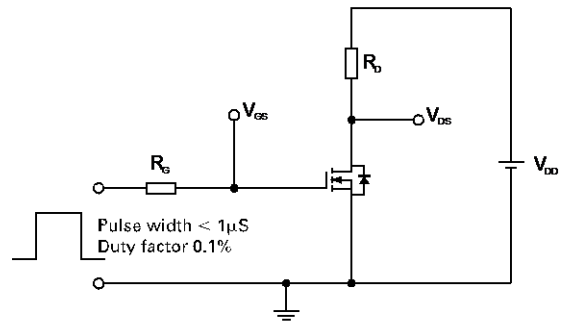 R_D
V_GS
V_DS
R_G
V_DD
Pulse width < 1µS
Duty factor 0.1%